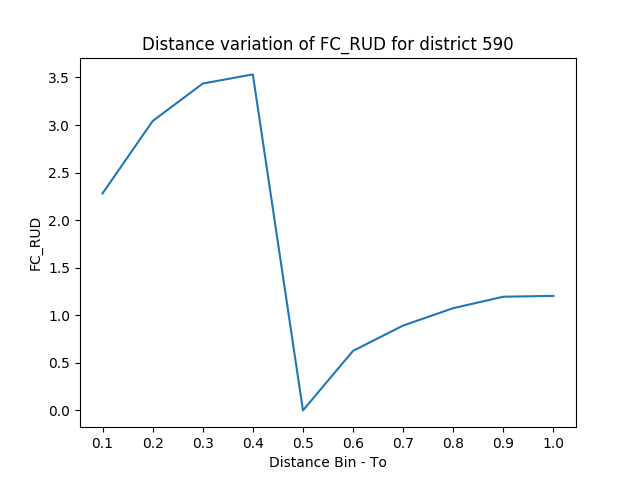 Distance variation of FC_RUD for district 590
3.5
3.0
2.5
2.0
1.5
1.0
0.5
0.0
FC_RUD
0.1 0.2 0.3 0.4 0.5 0.6 0.7 0.8 0.9 1.0
Distance Bin - To